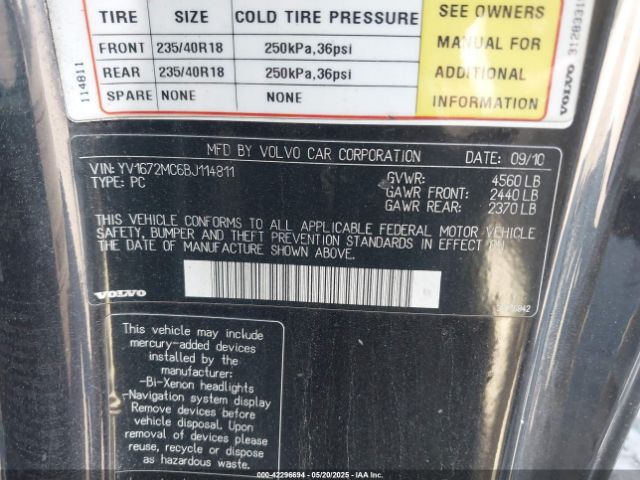 TIRE SIZE COLD TIRE PRESSURE
FRONT 235/40R18 250kPa,36psi
REAR 235/40R18 250kPa,36psi
SPARE NONE NONE
SEE OWNERS
MANUAL FOR
ADDITIONAL
INFORMATION
114811
VOLVO
MFD BY VOLVO CAR CORPORATION DATE: 09/10
VIN: YV1672MC6BJ114811
TYPE: PC
GVWR: 4560 LB
GAWR FRONT: 2440 LB
GAWR REAR: 2370 LB
THIS VEHICLE CONFORMS TO ALL APPLICABLE FEDERAL MOTOR VEHICLE
SAFETY, BUMPER AND THEFT PREVENTION STANDARDS IN EFFECT ON
THE DATE OF MANUFACTURE SHOWN ABOVE.
VOLVO
This vehicle may include
mercury-added devices
installed by the
manufacturer:
-Bi-Xenon headlights
-Navigation system display
Remove devices before
vehicle disposal. Upon
removal of devices please
reuse, recycle or dispose
as hazardous waste.
000-42296694 - 05/20/2025 - IAA Holdings, LLC.